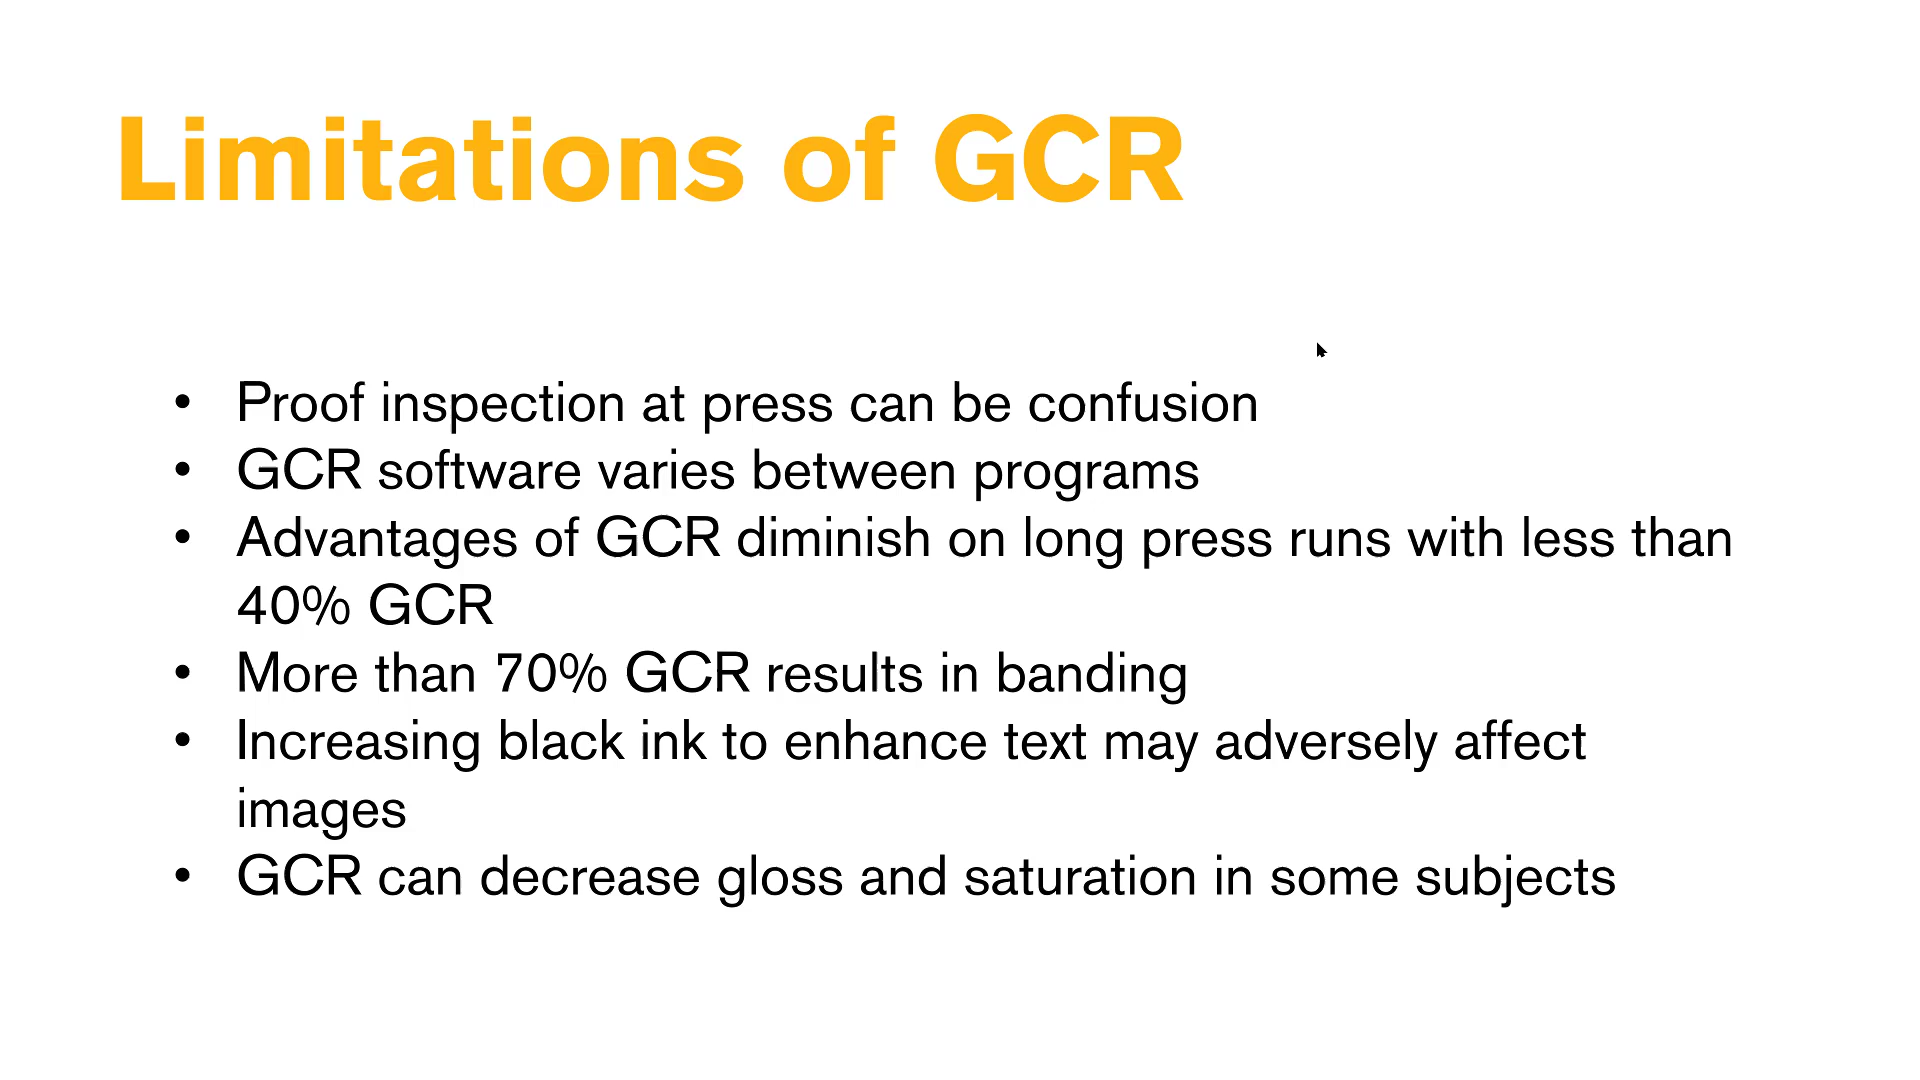 Limitations of GCR
• Proof inspection at press can be confusion
• GCR software varies between programs
• Advantages of GCR diminish on long press runs with less than
40% GCR
• More than 70% GCR results in banding
• Increasing black ink to enhance text may adversely affect
images
• GCR can decrease gloss and saturation in some subjects